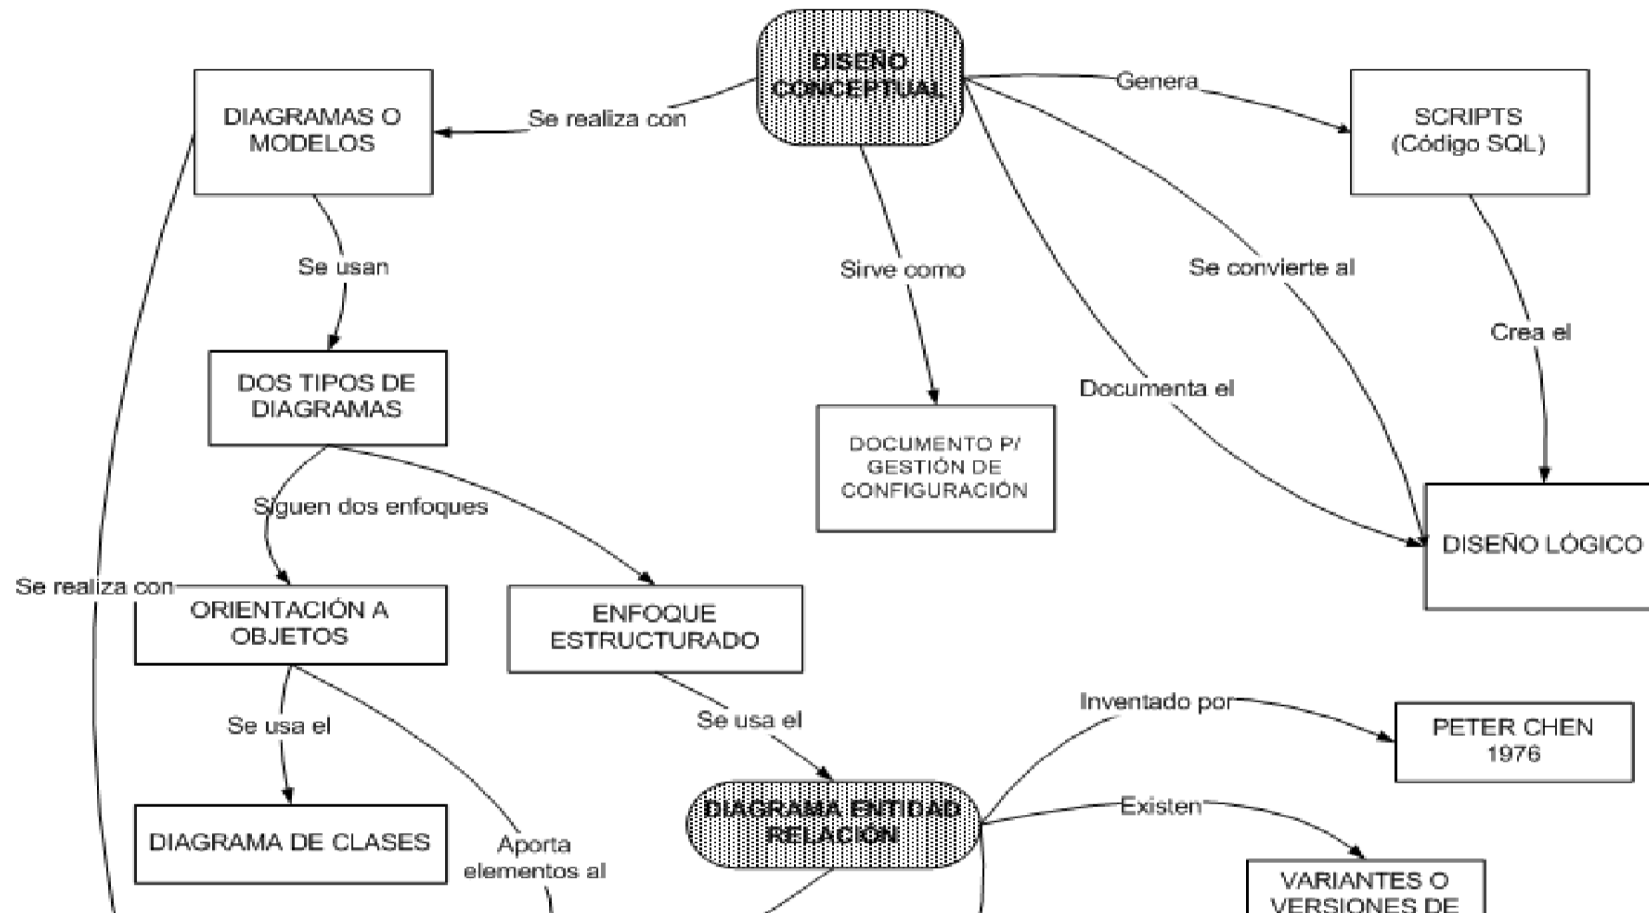 DISEÑO
CONCEPTUAL
Genera
DIAGRAMAS O
MODELOS
Se realiza con
SCRIPTS
(Código SQL)
Se usan
Sirve como
Se convierte al
Crea el
DOS TIPOS DE
DIAGRAMAS
Documenta el
DOCUMENTO P/
GESTIÓN DE
CONFIGURACIÓN
Siguen dos enfoques
DISEÑO LÓGICO
Se realiza con
ORIENTACIÓN A
OBJETOS
ENFOQUE
ESTRUCTURADO
Se usa el
Se usa el
Inventado por
PETER CHEN
1976
DIAGRAMA ENTIDAD
RELACIÓN
Existen
DIAGRAMA DE CLASES
Aporta
elementos al
VARIANTES O
VERSIONES DE